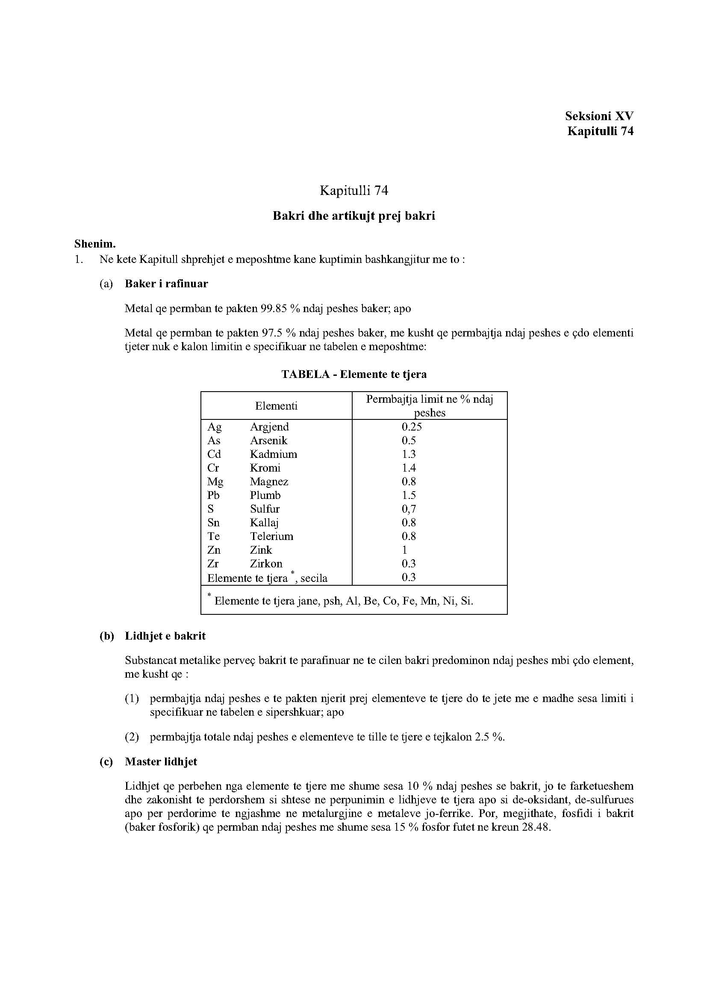 Seksioni XV
Kapitulli 74
Kapitulli 74
Bakri dhe artikujt prej bakri
Shenim.
1. Ne kete Kapitull shprehjet e meposhtme kane kuptimin bashkangjitur me to :
(a) Baker i rafinuar
Metal qe permban te pakten 99.85 % ndaj peshes baker; apo
Metal qe permban te pakten 97.5 % ndaj peshes baker, me kusht qe permbajtja ndaj peshes e çdo elementi
tjeter nuk e kalon limitin e specifikuar ne tabelen e meposhtme:
TABELA - Elemente te tjera
Elementi Permbajtja limit ne % ndaj
peshes
Ag Argjend 0.25
As Arsenik 0.5
Cd Kadmium 1.3
Cr Kromi 1.4
Mg Magnez 0.8
Pb Plumb 1.5
S Sulfur 0,7
Sn Kallaj 0.8
Te Telerium 0.8
Zn Zink 1
Zr Zirkon 0.3
Elemente te tjera *, secila 0.3
* Elemente te tjera jane, psh, Al, Be, Co, Fe, Mn, Ni, Si.
(b) Lidhjet e bakrit
Substancat metalike perveç bakrit te parafinuar ne te cilen bakri predominon ndaj peshes mbi çdo element,
me kusht qe :
(1) permbajtja ndaj peshes e te pakten njerit prej elementeve te tjere do te jete me e madhe sesa limiti i
specifikuar ne tabelen e sipershkuar; apo
(2) permbajtja totale ndaj peshes e elementeve te tille te tjere e tejkalon 2.5 %.
(c) Master lidhjet
Lidhjet qe perbehen nga elemente te tjere me shume sesa 10 % ndaj peshes se bakrit, jo te farketueshem
dhe zakonisht te perdorshem si shtese ne perpunimin e lidhjeve te tjera apo si de-oksidant, de-sulfurues
apo per perdorime te ngjashme ne metalurgjine e metaleve jo-ferrike. Por, megjithate, fosfidi i bakrit
(baker fosforik) qe permban ndaj peshes me shume sesa 15 % fosfor futet ne kreun 28.48.